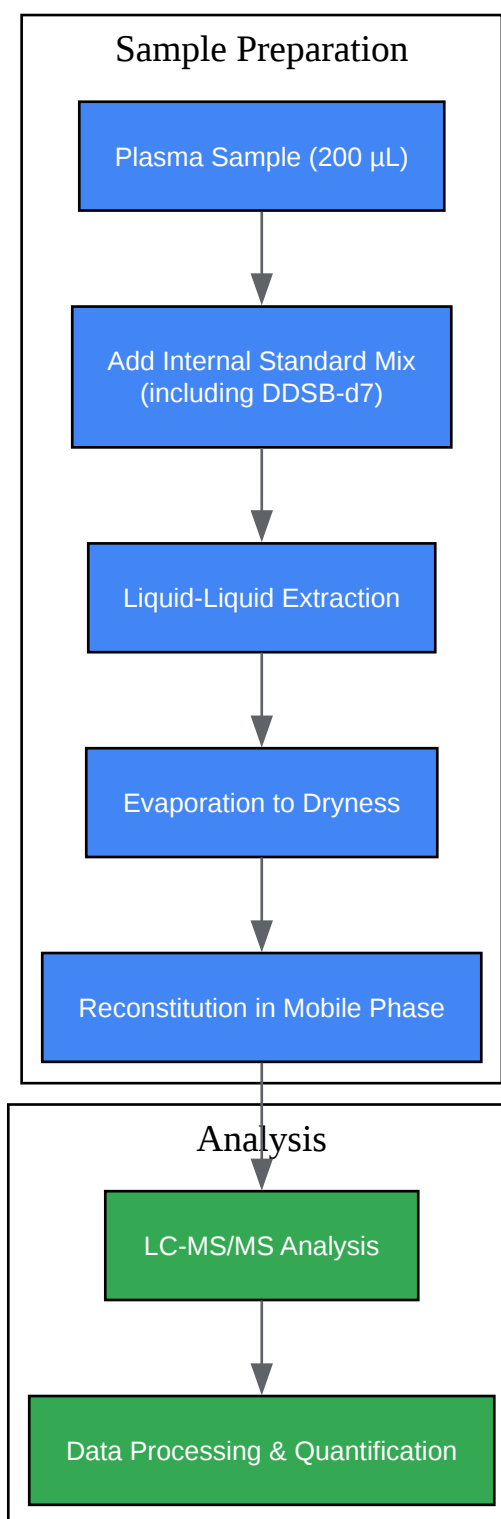 Sample Preparation
Plasma Sample (200 µL)
Add Internal Standard Mix
(including DDSB-d7)
Liquid-Liquid Extraction
Evaporation to Dryness
Reconstitution in Mobile Phase
Analysis
LC-MS/MS Analysis
Data Processing & Quantification